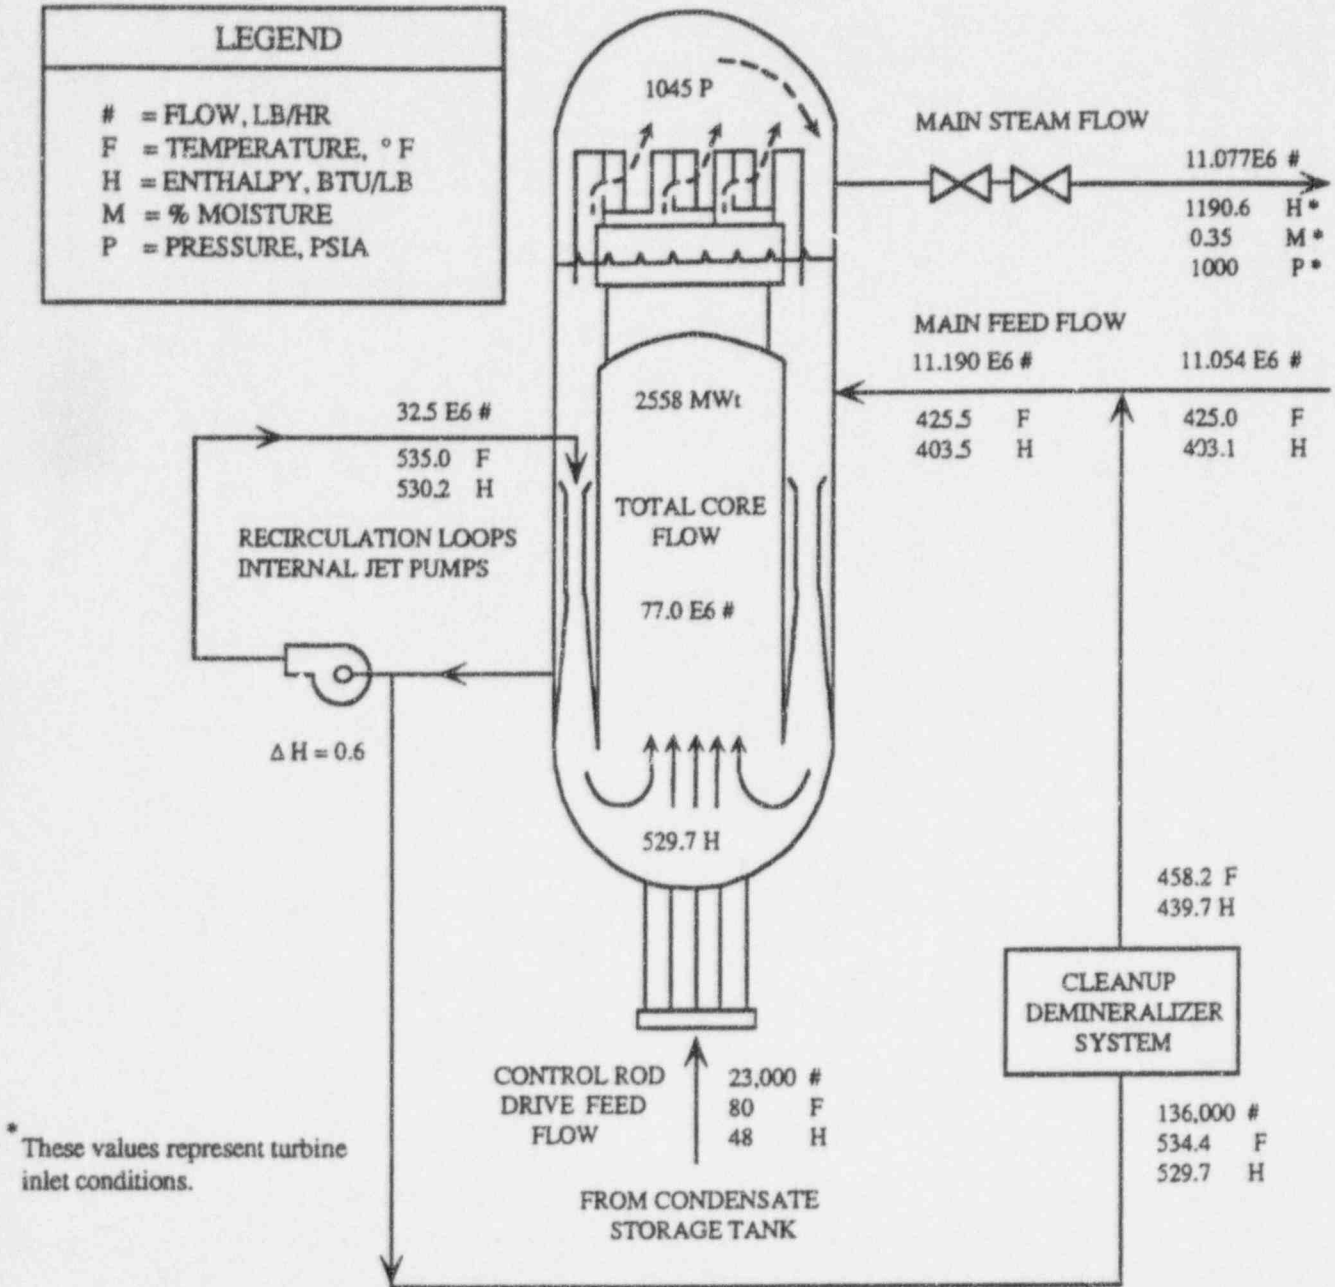 LEGEND
# = FLOW, LB/HR
F = TEMPERATURE, ° F
H = ENTHALPY, BTU/LB
M = % MOISTURE
P = PRESSURE, PSIA
1045 P
MAIN STEAM FLOW
11.077E6 #
1190.6 H *
0.35 M *
1000 P *
MAIN FEED FLOW
11.190 E6 #
11.054 E6 #
425.5 F
403.5 H
425.0 F
403.1 H
2558 MWt
32.5 E6 #
535.0 F
530.2 H
TOTAL CORE
FLOW
77.0 E6 #
RECIRCULATION LOOPS
INTERNAL JET PUMPS
Δ H = 0.6
529.7 H
458.2 F
439.7 H
CLEANUP
DEMINERALIZER
SYSTEM
136,000 #
534.4 F
529.7 H
CONTROL ROD
DRIVE FEED
FLOW
23,000 #
80 F
48 H
FROM CONDENSATE
STORAGE TANK
* These values represent turbine
inlet conditions.